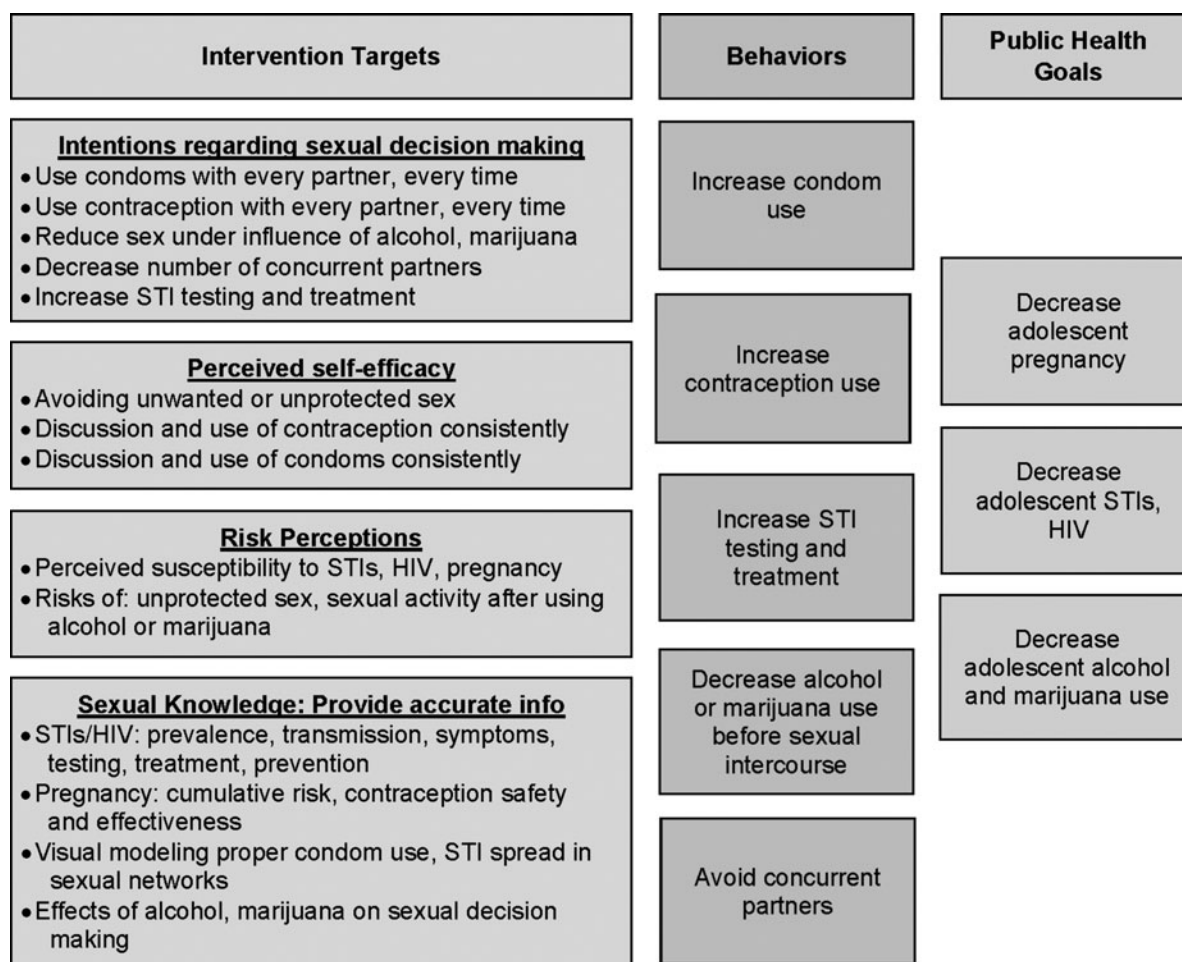 Intervention Targets
Intentions regarding sexual decision making
• Use condoms with every partner, every time
• Use contraception with every partner, every time
• Reduce sex under influence of alcohol, marijuana
• Decrease number of concurrent partners
• Increase STI testing and treatment
Perceived self-efficacy
• Avoiding unwanted or unprotected sex
• Discussion and use of contraception consistently
• Discussion and use of condoms consistently
Risk Perceptions
• Perceived susceptibility to STIs, HIV, pregnancy
• Risks of: unprotected sex, sexual activity after using
alcohol or marijuana
Sexual Knowledge: Provide accurate info
• STIs/HIV: prevalence, transmission, symptoms,
testing, treatment, prevention
• Pregnancy: cumulative risk, contraception safety
and effectiveness
• Visual modeling proper condom use, STI spread in
sexual networks
• Effects of alcohol, marijuana on sexual decision
making
Behaviors
Increase condom
use
Increase
contraception use
Increase STI
testing and
treatment
Decrease alcohol
or marijuana use
before sexual
intercourse
Avoid concurrent
partners
Public Health
Goals
Decrease
adolescent
pregnancy
Decrease
adolescent STIs,
HIV
Decrease
adolescent alcohol
and marijuana use